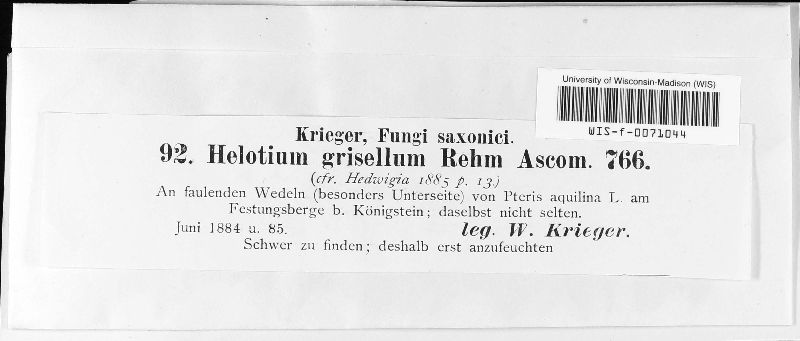 University of Wisconsin-Madison (WIS)
WIS-f-0071044
Krieger, Fungi saxonici.
92. Helotium grisellum Rehm Ascom. 766.
(cfr. Hedwigia 1885 p. 13.)
An faulenden Wedeln (besonders Unterseite) von Pteris aquilina L. am
Festungsberge b. Königstein; daselbst nicht selten.
Juni 1884 u. 85. leg. W. Krieger.
Schwer zu finden; deshalb erst anzufeuchten